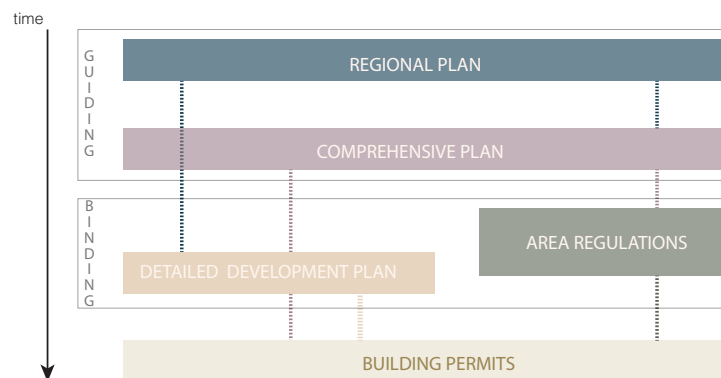 time
GUIDING
REGIONAL PLAN
COMPREHENSIVE PLAN
BINDING
AREA REGULATIONS
DETAILED DEVELOPMENT PLAN
BUILDING PERMITS